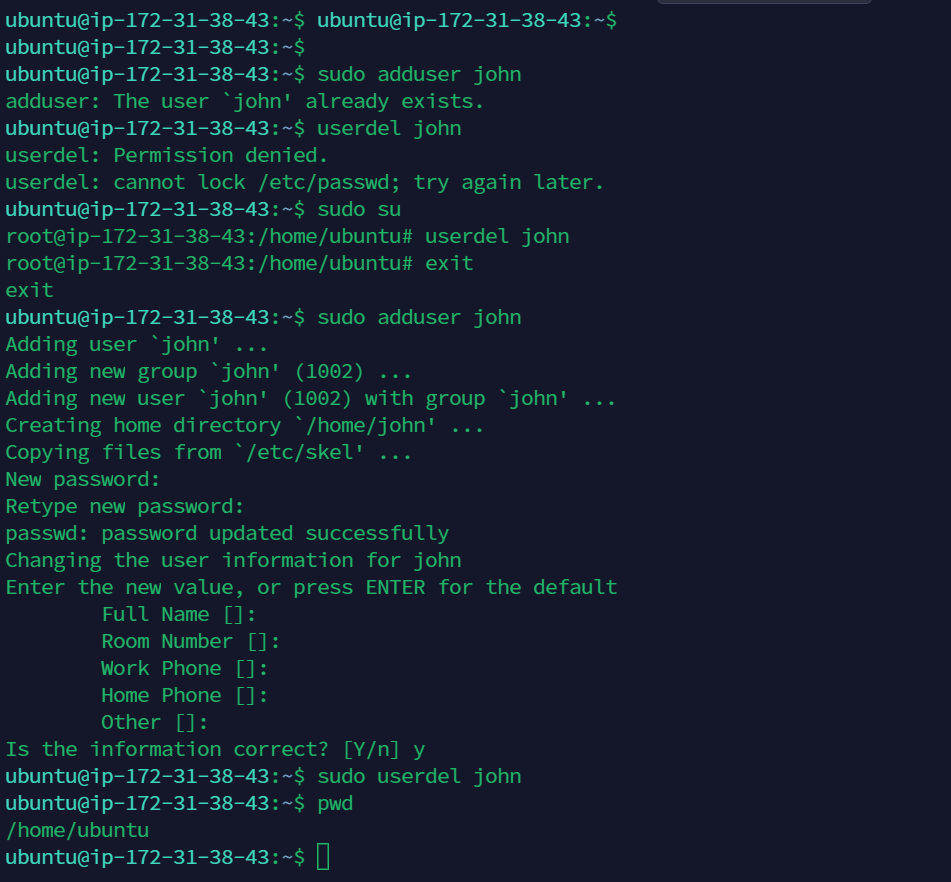 ubuntu@ip-172-31-38-43:~$ ubuntu@ip-172-31-38-43:~$
ubuntu@ip-172-31-38-43:~$
ubuntu@ip-172-31-38-43:~$ sudo adduser john
adduser: The user `john' already exists.
ubuntu@ip-172-31-38-43:~$ userdel john
userdel: Permission denied.
userdel: cannot lock /etc/passwd; try again later.
ubuntu@ip-172-31-38-43:~$ sudo su
root@ip-172-31-38-43:/home/ubuntu# userdel john
root@ip-172-31-38-43:/home/ubuntu# exit
exit
ubuntu@ip-172-31-38-43:~$ sudo adduser john
Adding user `john' ...
Adding new group `john' (1002) ...
Adding new user `john' (1002) with group `john' ...
Creating home directory `/home/john' ...
Copying files from `/etc/skel' ...
New password:
Retype new password:
passwd: password updated successfully
Changing the user information for john
Enter the new value, or press ENTER for the default
        Full Name []:
        Room Number []:
        Work Phone []:
        Home Phone []:
        Other []:
Is the information correct? [Y/n] y
ubuntu@ip-172-31-38-43:~$ sudo userdel john
ubuntu@ip-172-31-38-43:~$ pwd
/home/ubuntu
ubuntu@ip-172-31-38-43:~$